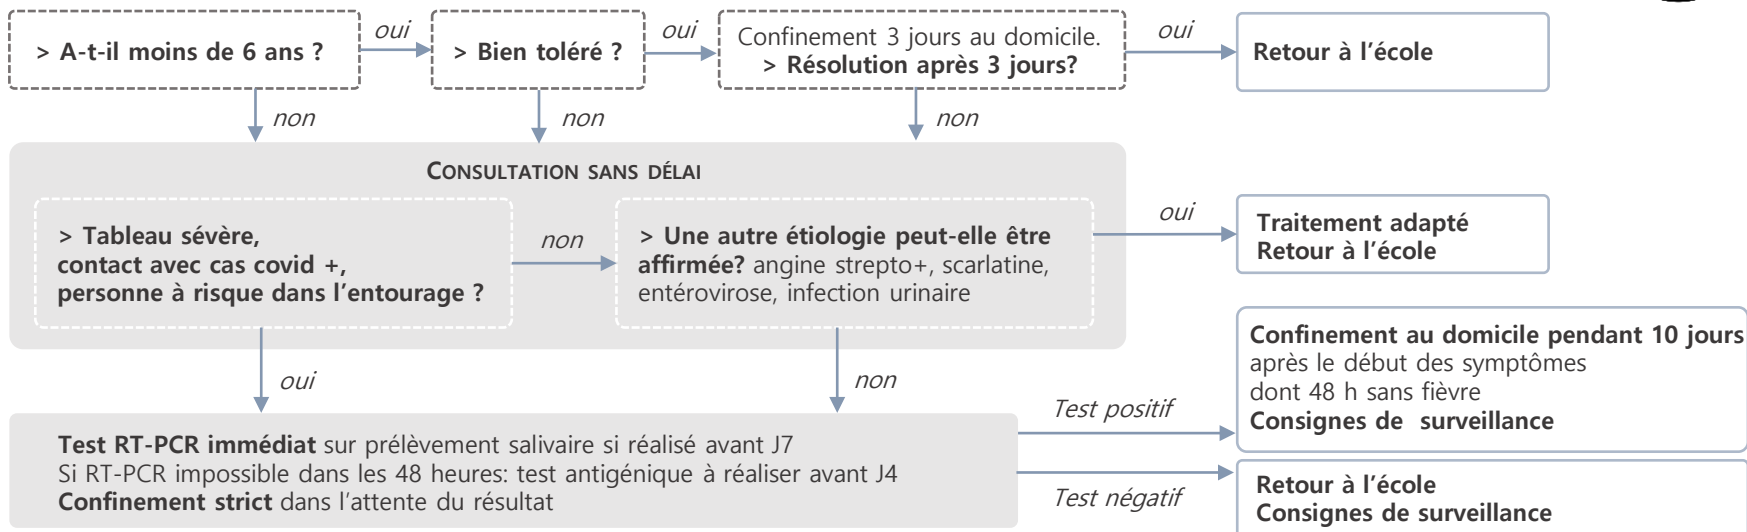 > A-t-il moins de 6 ans ?
oui
> Bien toléré ?
oui
Confinement 3 jours au domicile.
> Résolution après 3 jours?
oui
Retour à l'école
non
non
non
CONSULTATION SANS DÉLAI
> Tableau sévère,
contact avec cas covid +,
personne à risque dans l'entourage ?
non
> Une autre étiologie peut-elle être
affirmée? angine strepto+, scarlatine,
entérovirose, infection urinaire
oui
Traitement adapté
Retour à l'école
oui
non
Test RT-PCR immédiat sur prélèvement salivaire si réalisé avant J7
Si RT-PCR impossible dans les 48 heures: test antigénique à réaliser avant J4
Confinement strict dans l'attente du résultat
Test positif
Confinement au domicile pendant 10 jours
après le début des symptômes
dont 48 h sans fièvre
Consignes de surveillance
Test négatif
Retour à l'école
Consignes de surveillance